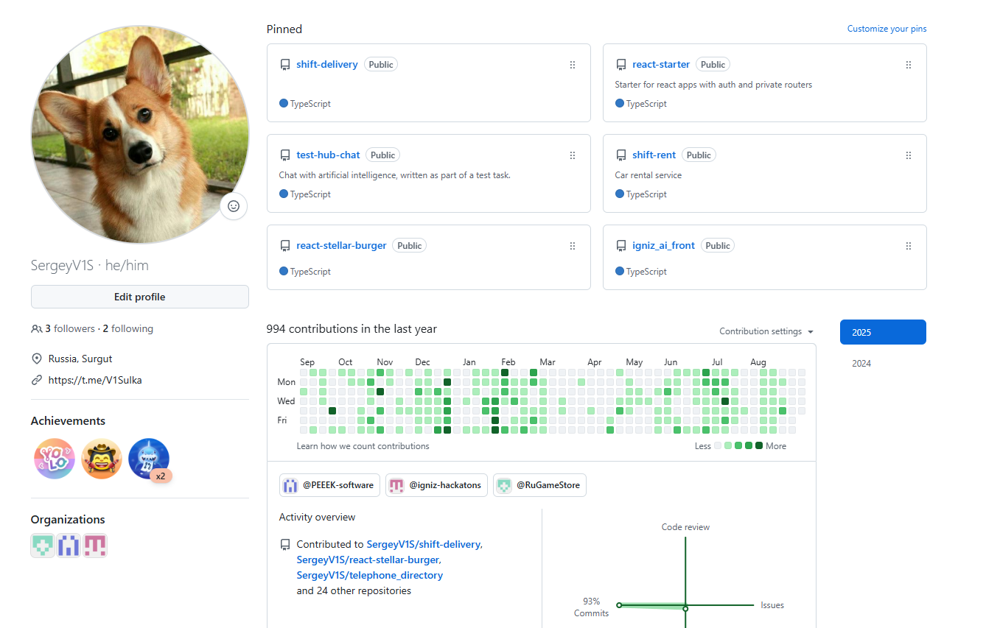 SergeyV1S · he/him
Edit profile
3 followers · 2 following
Russia, Surgut
https://t.me/V1Sulka
Achievements
YOLO
x2
Organizations
Pinned
Customize your pins
shift-delivery Public
TypeScript
react-starter Public
Starter for react apps with auth and private routers
TypeScript
test-hub-chat Public
Chat with artificial intelligence, written as part of a test task.
TypeScript
shift-rent Public
Car rental service
TypeScript
react-stellar-burger Public
TypeScript
igniz_ai_front Public
TypeScript
994 contributions in the last year
Contribution settings
2025
2024
Sep Oct Nov Dec Jan Feb Mar Apr May Jun Jul Aug
Mon
Wed
Fri
Learn how we count contributions
Less More
@PEEEK-software @igniz-hackatons @RuGameStore
Activity overview
Contributed to SergeyV1S/shift-delivery,
SergeyV1S/react-stellar-burger,
SergeyV1S/telephone_directory
and 24 other repositories
Code review
93%
Commits
Issues